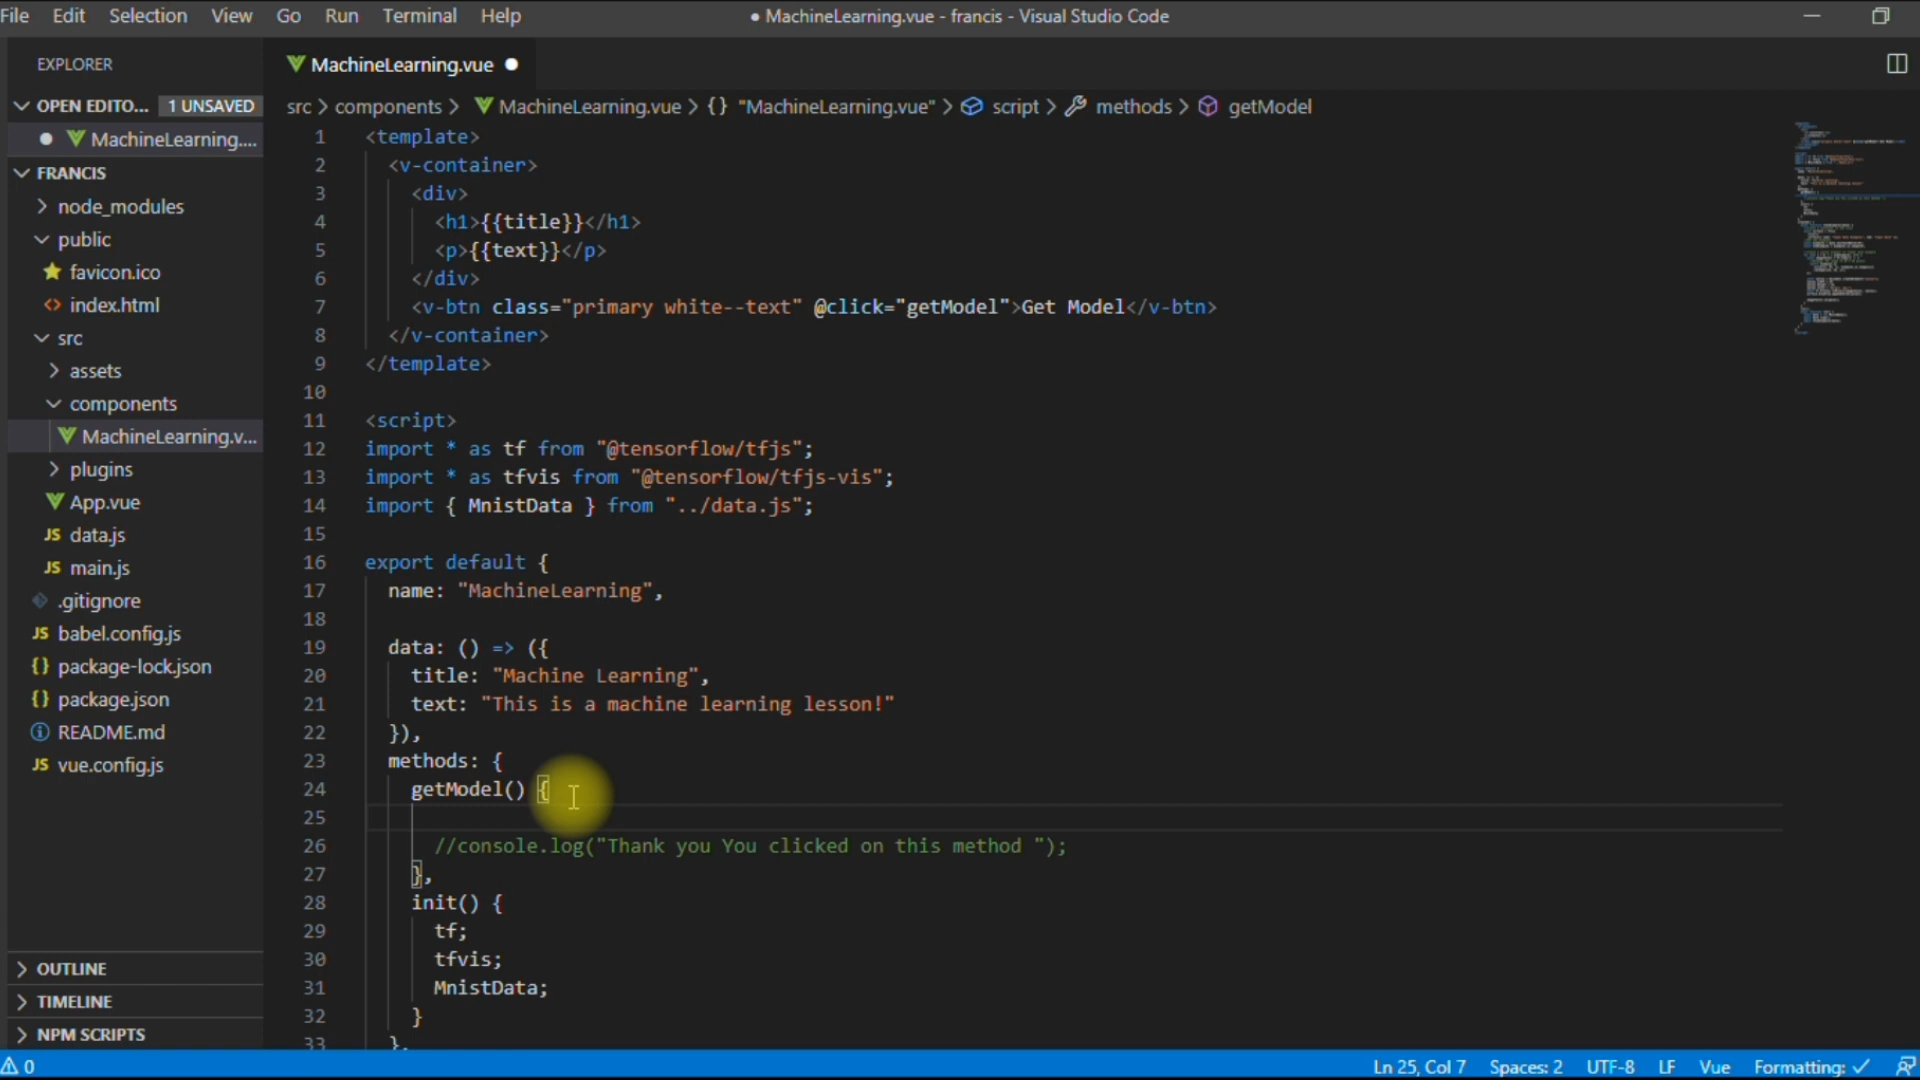 File Edit Selection View Go Run Terminal Help
● MachineLearning.vue - francis - Visual Studio Code
EXPLORER
OPEN EDITO... 1 UNSAVED
MachineLearning....
FRANCIS
node_modules
public
favicon.ico
index.html
src
assets
components
MachineLearning.v...
plugins
App.vue
JS data.js
JS main.js
.gitignore
JS babel.config.js
{} package-lock.json
{} package.json
README.md
JS vue.config.js
OUTLINE
TIMELINE
NPM SCRIPTS
MachineLearning.vue ●
src > components > MachineLearning.vue > {} "MachineLearning.vue" > script > methods > getModel
1 <template>
2 <v-container>
3 <div>
4 <h1>{{title}}</h1>
5 <p>{{text}}</p>
6 </div>
7 <v-btn class="primary white--text" @click="getModel">Get Model</v-btn>
8 </v-container>
9 </template>
10
11 <script>
12 import * as tf from "@tensorflow/tfjs";
13 import * as tfvis from "@tensorflow/tfjs-vis";
14 import { MnistData } from "../data.js";
15
16 export default {
17 name: "MachineLearning",
18
19 data: () => ({
20 title: "Machine Learning",
21 text: "This is a machine learning lesson!"
22 }),
23 methods: {
24 getModel() {
25
26 //console.log("Thank you You clicked on this method ");
27 },
28 init() {
29 tf;
30 tfvis;
31 MnistData;
32 }
33 },
0
Ln 25, Col 7 Spaces: 2 UTF-8 LF Vue Formatting: ✓